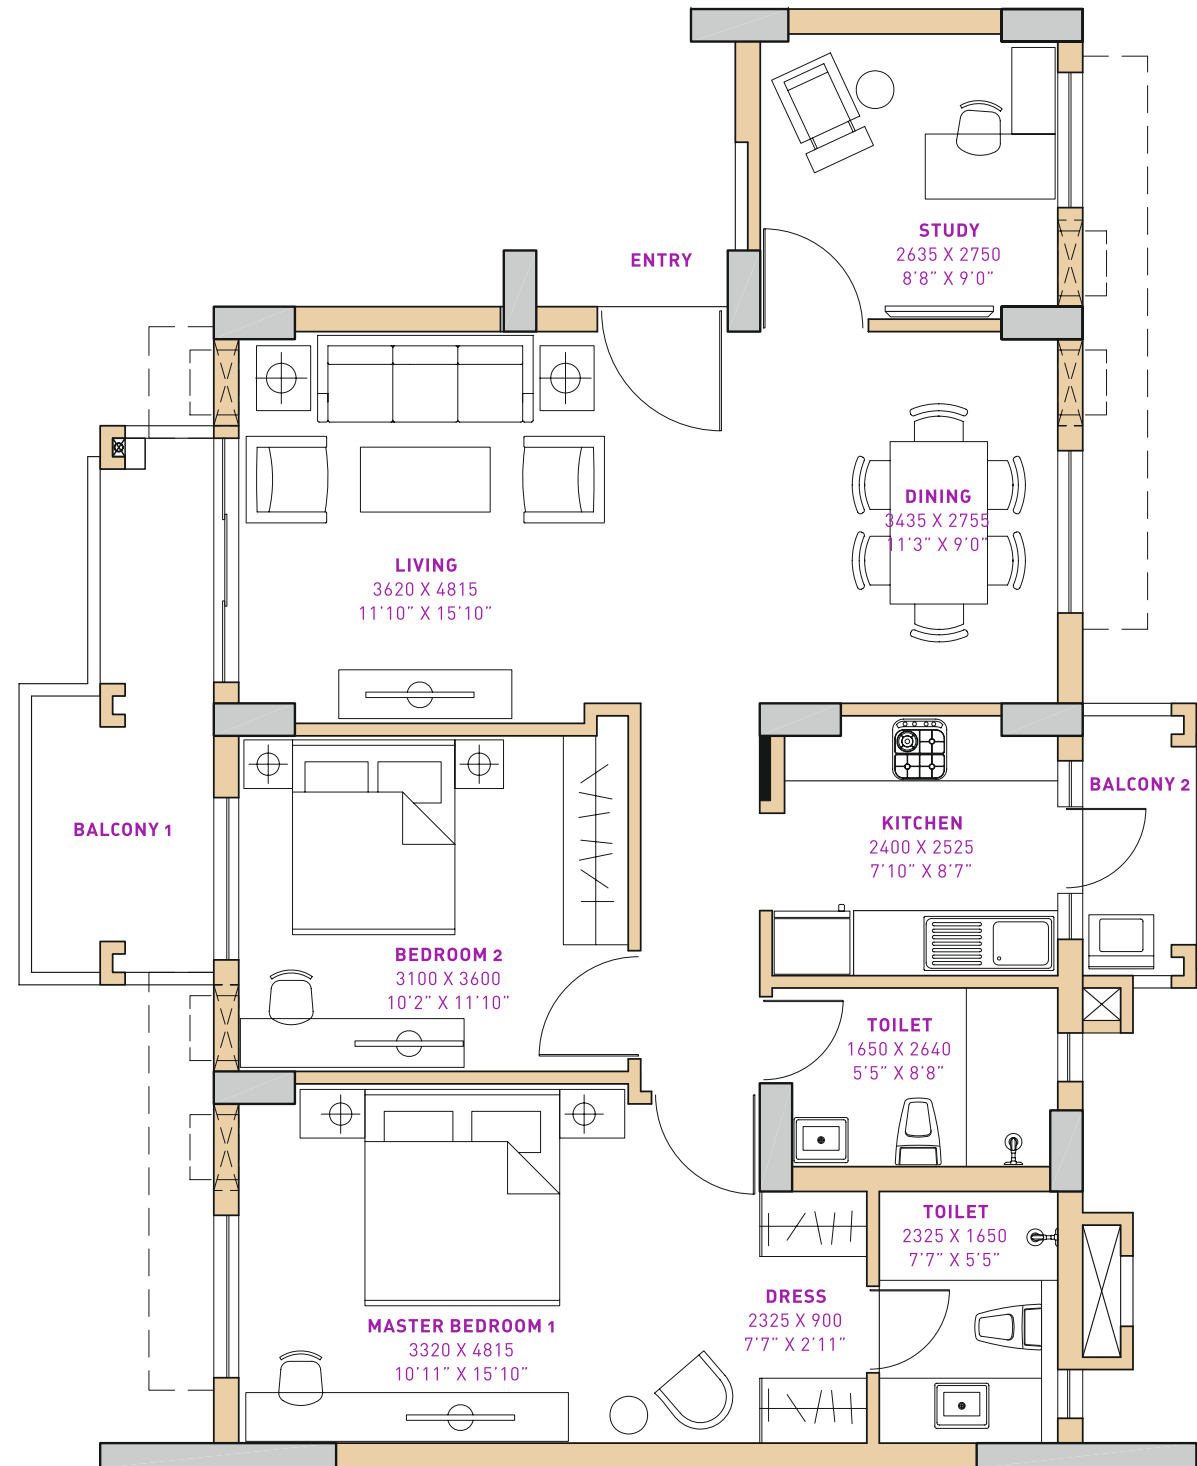 STUDY
2635 X 2750
8'8" X 9'0"
ENTRY
DINING
3435 X 2755
11'3" X 9'0"
LIVING
3620 X 4815
11'10" X 15'10"
BALCONY 1
BALCONY 2
KITCHEN
2400 X 2525
7'10" X 8'7"
BEDROOM 2
3100 X 3600
10'2" X 11'10"
TOILET
1650 X 2640
5'5" X 8'8"
TOILET
2325 X 1650
7'7" X 5'5"
DRESS
2325 X 900
7'7" X 2'11"
MASTER BEDROOM 1
3320 X 4815
10'11" X 15'10"